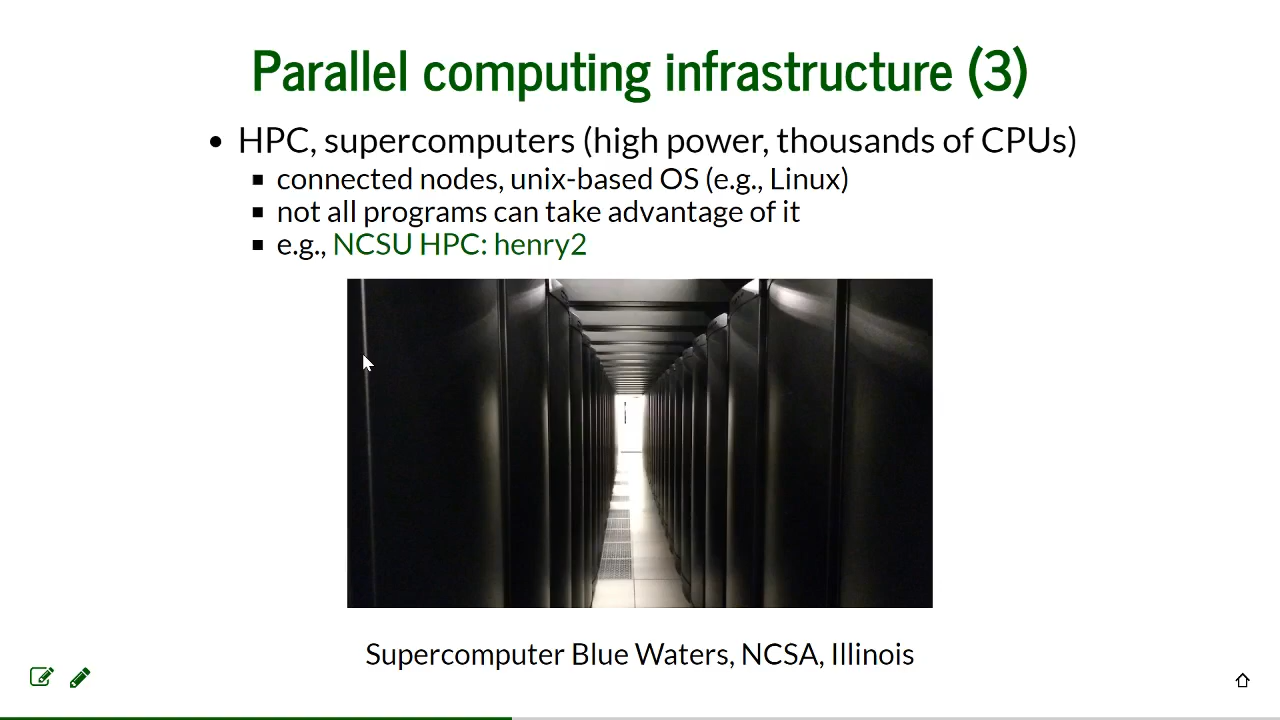 Parallel computing infrastructure (3)
HPC, supercomputers (high power, thousands of CPUs)
connected nodes, unix-based OS (e.g., Linux)
not all programs can take advantage of it
e.g., NCSU HPC: henry2
Supercomputer Blue Waters, NCSA, Illinois